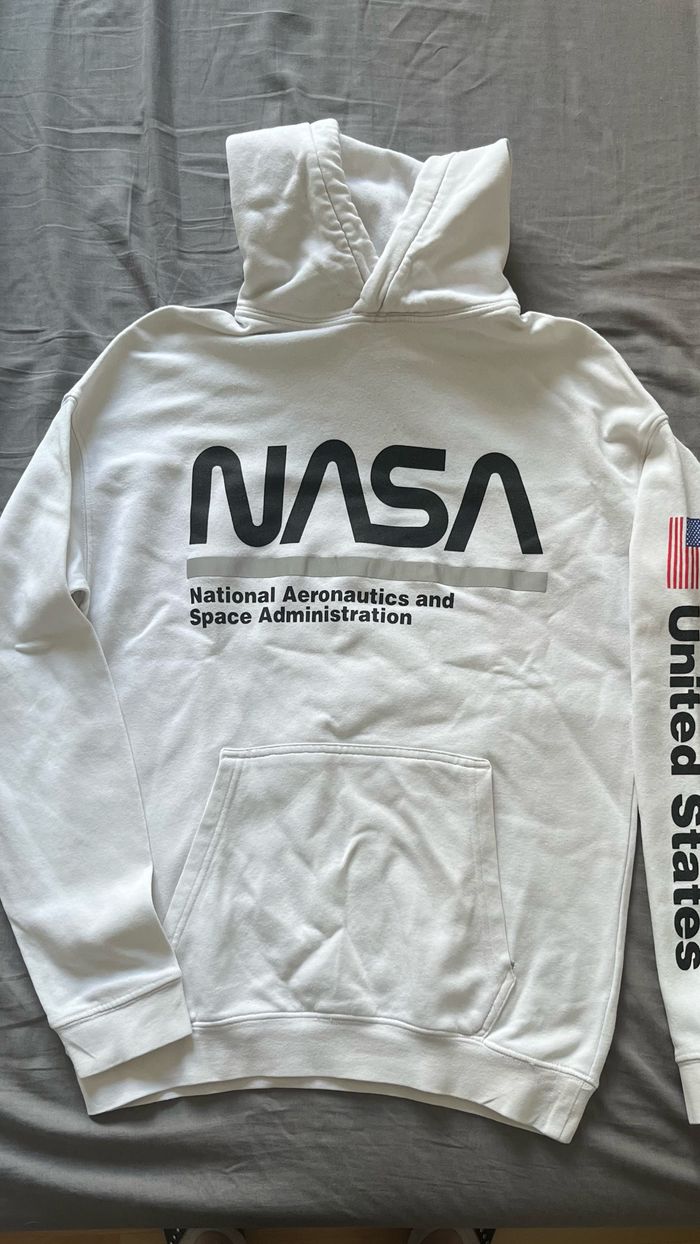 NASA
National Aeronautics and
Space Administration
United States